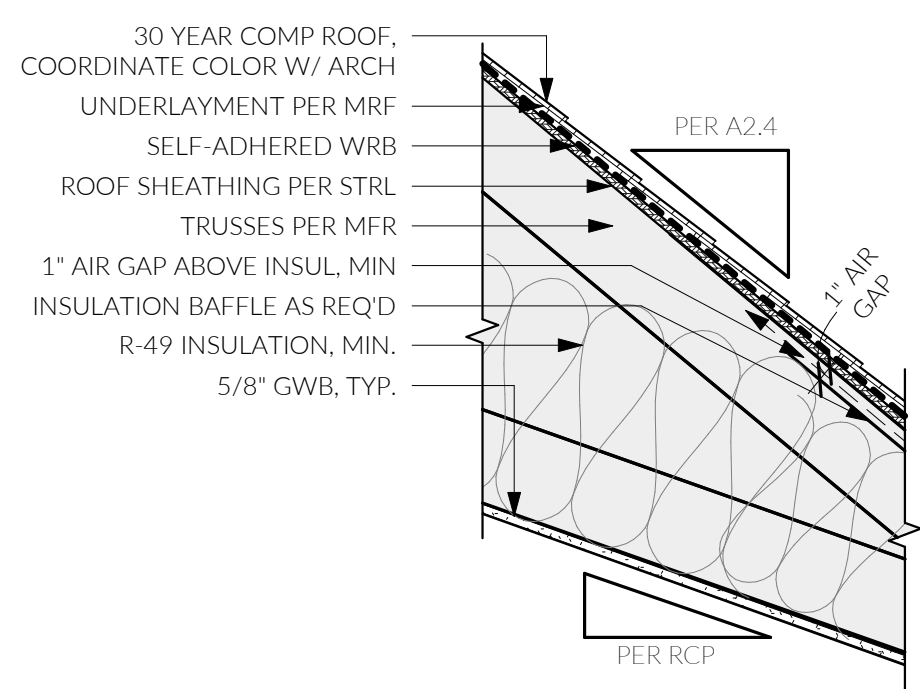 30 YEAR COMP ROOF,
COORDINATE COLOR W/ ARCH
UNDERLAYMENT PER MRF
SELF-ADHERED WRB
ROOF SHEATHING PER STRL
TRUSSES PER MFR
1" AIR GAP ABOVE INSUL, MIN
INSULATION BAFFLE AS REQ'D
R-49 INSULATION, MIN.
5/8" GWB, TYP.
PER A2.4
1" AIR
GAP
PER RCP